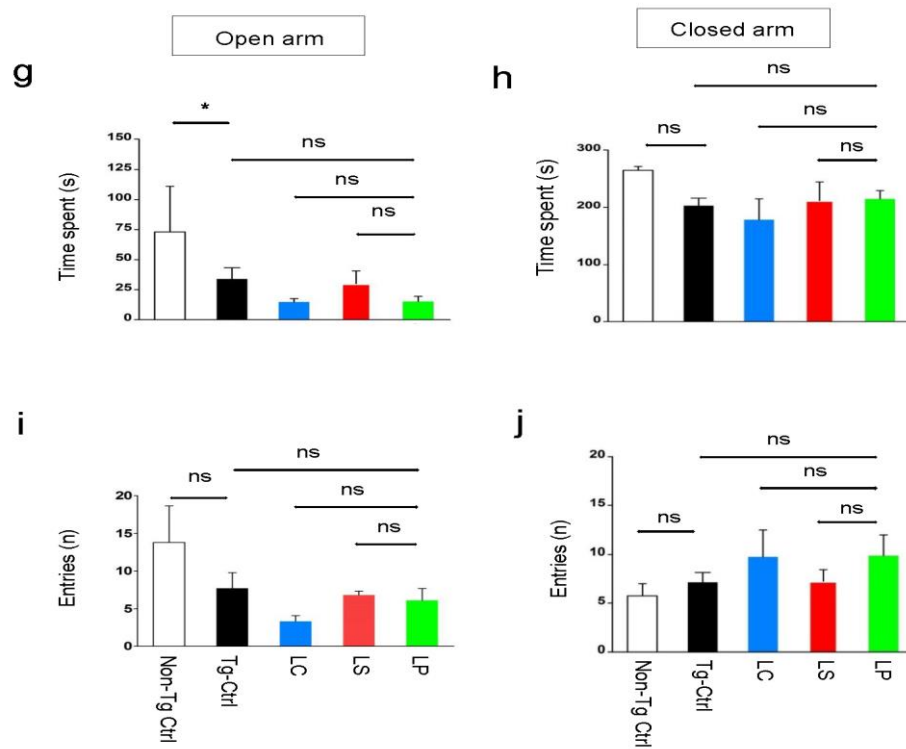 Open arm
Closed arm
g
*
ns
ns
ns
150
125
100
75
50
25
0
Time spent (s)
h
ns
ns
ns
ns
300
200
100
0
Time spent (s)
i
ns
ns
ns
ns
20
15
10
5
0
Entries (n)
Non-Tg Ctrl
Tg-Ctrl
LC
LS
LP
j
ns
ns
ns
ns
20
15
10
5
0
Entries (n)
Non-Tg Ctrl
Tg-Ctrl
LC
LS
LP